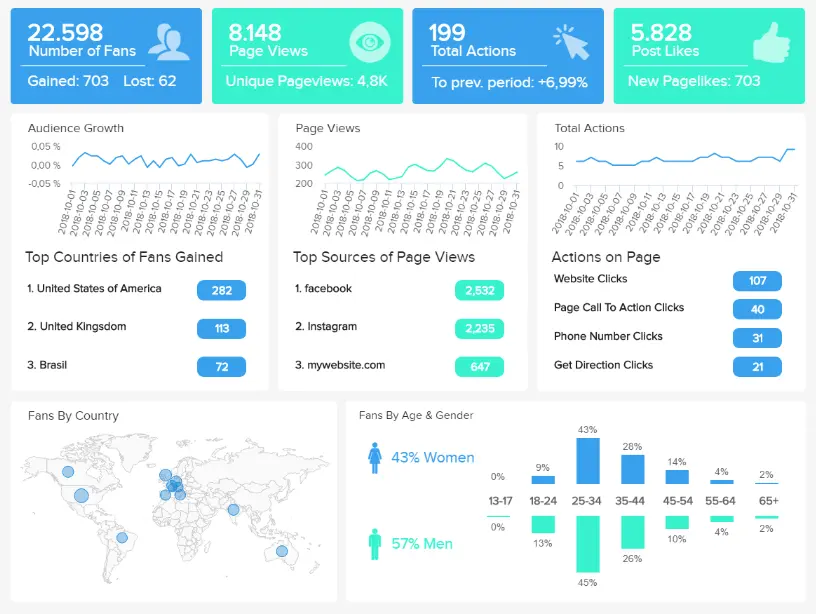 22.598
Number of Fans
Gained: 703 Lost: 62
8.148
Page Views
Unique Pageviews: 4,8K
199
Total Actions
To prev. period: +6,99%
5.828
Post Likes
New Pagelikes: 703
Audience Growth
0,05 %
0,00 %
-0,05 %
2018-10-01
2018-10-03
2018-10-05
2018-10-07
2018-10-09
2018-10-11
2018-10-13
2018-10-15
2018-10-17
2018-10-19
2018-10-21
2018-10-23
2018-10-25
2018-10-27
2018-10-29
2018-10-31
Page Views
400
300
200
2018-10-01
2018-10-03
2018-10-05
2018-10-07
2018-10-09
2018-10-11
2018-10-13
2018-10-15
2018-10-17
2018-10-19
2018-10-21
2018-10-23
2018-10-25
2018-10-27
2018-10-29
2018-10-31
Total Actions
10
5
0
2018-10-01
2018-10-03
2018-10-05
2018-10-07
2018-10-09
2018-10-11
2018-10-13
2018-10-15
2018-10-17
2018-10-19
2018-10-21
2018-10-23
2018-10-25
2018-10-27
2018-10-29
2018-10-31
Top Countries of Fans Gained
1. United States of America 282
2. United Kingsdom 113
3. Brasil 72
Top Sources of Page Views
1. facebook 2,532
2. Instagram 2,235
3. mywebsite.com 647
Actions on Page
Website Clicks 107
Page Call To Action Clicks 40
Phone Number Clicks 31
Get Direction Clicks 21
Fans By Country
Fans By Age & Gender
43% Women
0% 9% 43% 28% 14% 4% 2%
13-17 18-24 25-34 35-44 45-54 55-64 65+
57% Men
0% 13% 45% 26% 10% 4% 2%